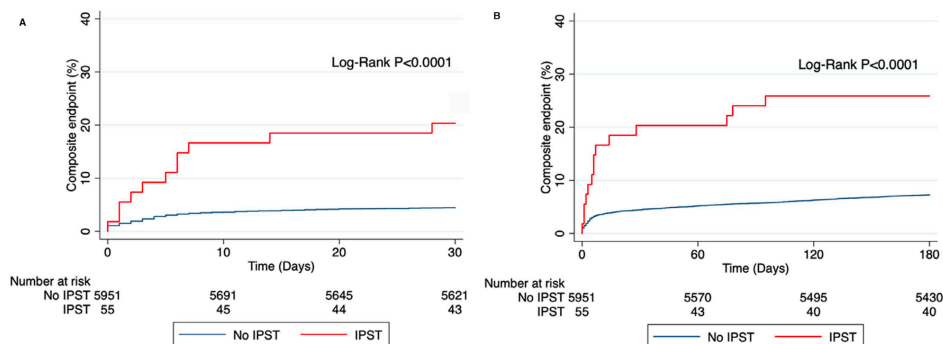 A
Composite endpoint (%)
40
30
20
10
0
Log-Rank P<0.0001
0 10 20 30
Time (Days)
Number at risk
No IPST 5951 5691 5645 5621
IPST 55 45 44 43
No IPST IPST
B
Composite endpoint (%)
40
30
20
10
0
Log-Rank P<0.0001
0 60 120 180
Time (Days)
Number at risk
No IPST 5951 5570 5495 5430
IPST 55 43 40 40
No IPST IPST